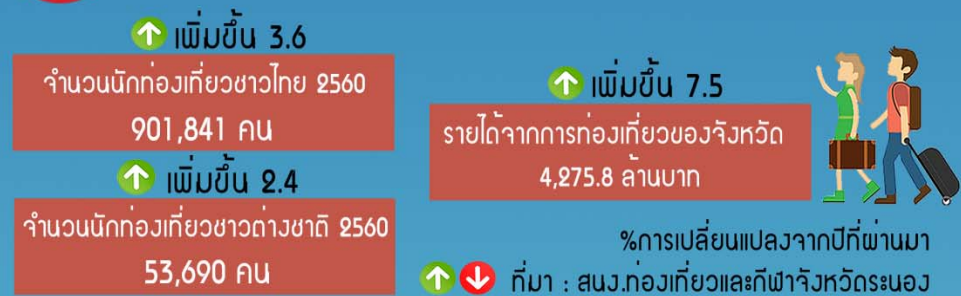 เพิ่มขึ้น 3.6
จำนวนนักท่องเที่ยวชาวไทย 2560
901,841 คน
เพิ่มขึ้น 2.4
จำนวนนักท่องเที่ยวชาวต่างชาติ 2560
53,690 คน
เพิ่มขึ้น 7.5
รายได้จากการท่องเที่ยวของจังหวัด
4,275.8 ล้านบาท
%การเปลี่ยนแปลงจากปีที่ผ่านมา
ที่มา : สนง.ท่องเที่ยวและกีฬาจังหวัดระนอง